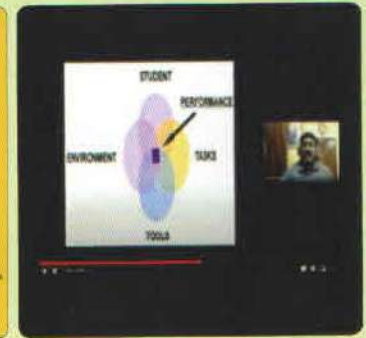 STUDENT
PERFORMANCE
ENVIRONMENT
TASKS
TOOLS